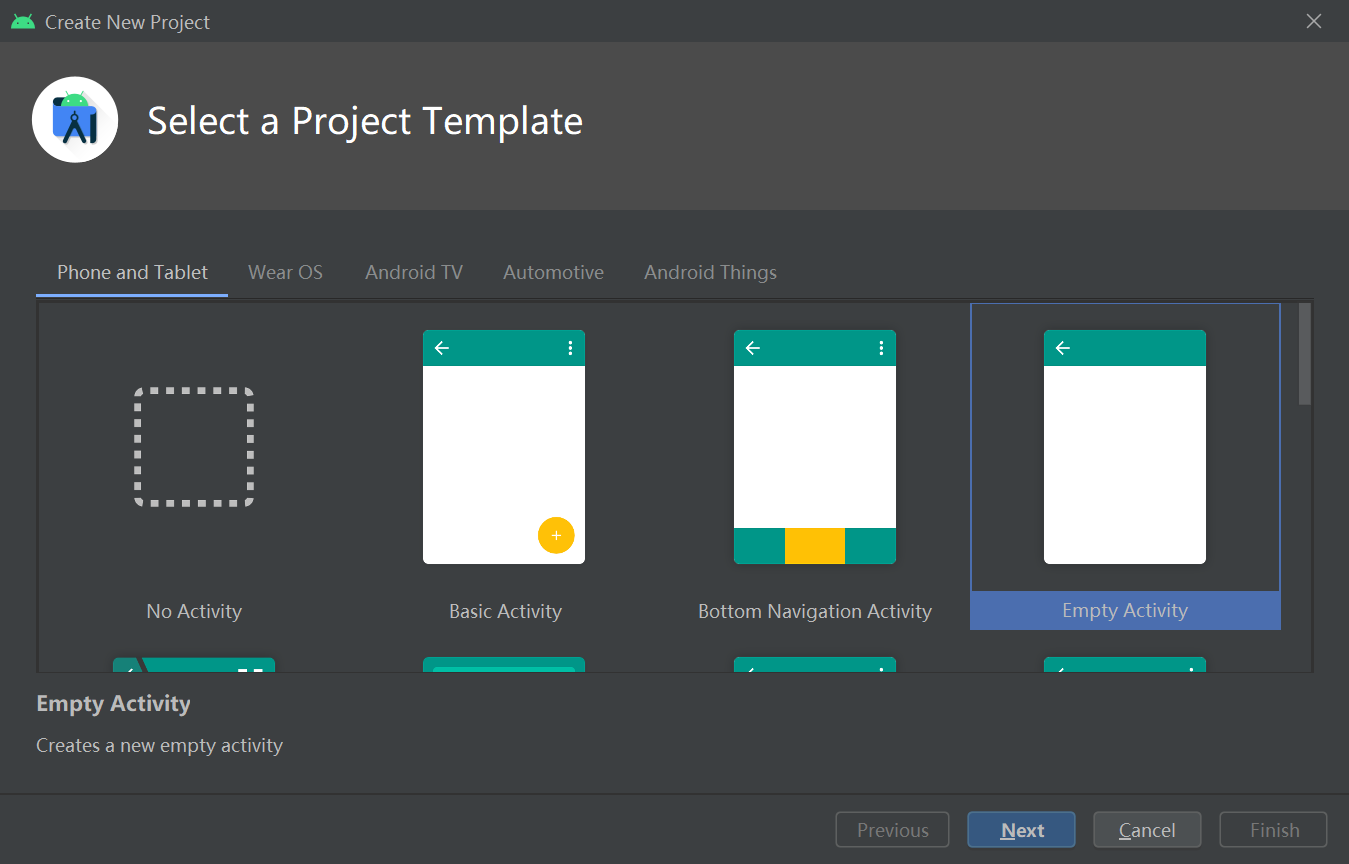 Create New Project
Select a Project Template
Phone and Tablet Wear OS Android TV Automotive Android Things
No Activity Basic Activity Bottom Navigation Activity Empty Activity
Empty Activity
Creates a new empty activity
Previous Next Cancel Finish